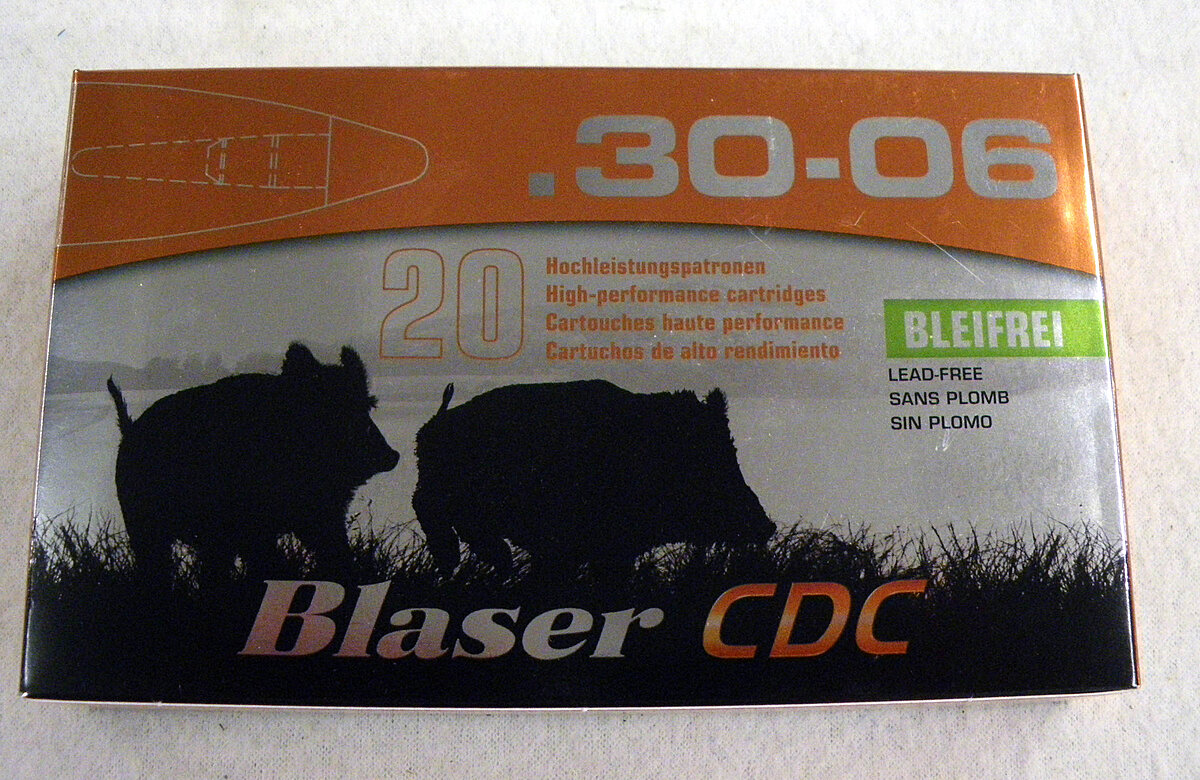 .30-06
20
Hochleistungspatronen
High-performance cartridges
Cartouches haute performance
Cartuchos de alto rendimiento
BLEIFREI
LEAD-FREE
SANS PLOMB
SIN PLOMO
Blaser CDC